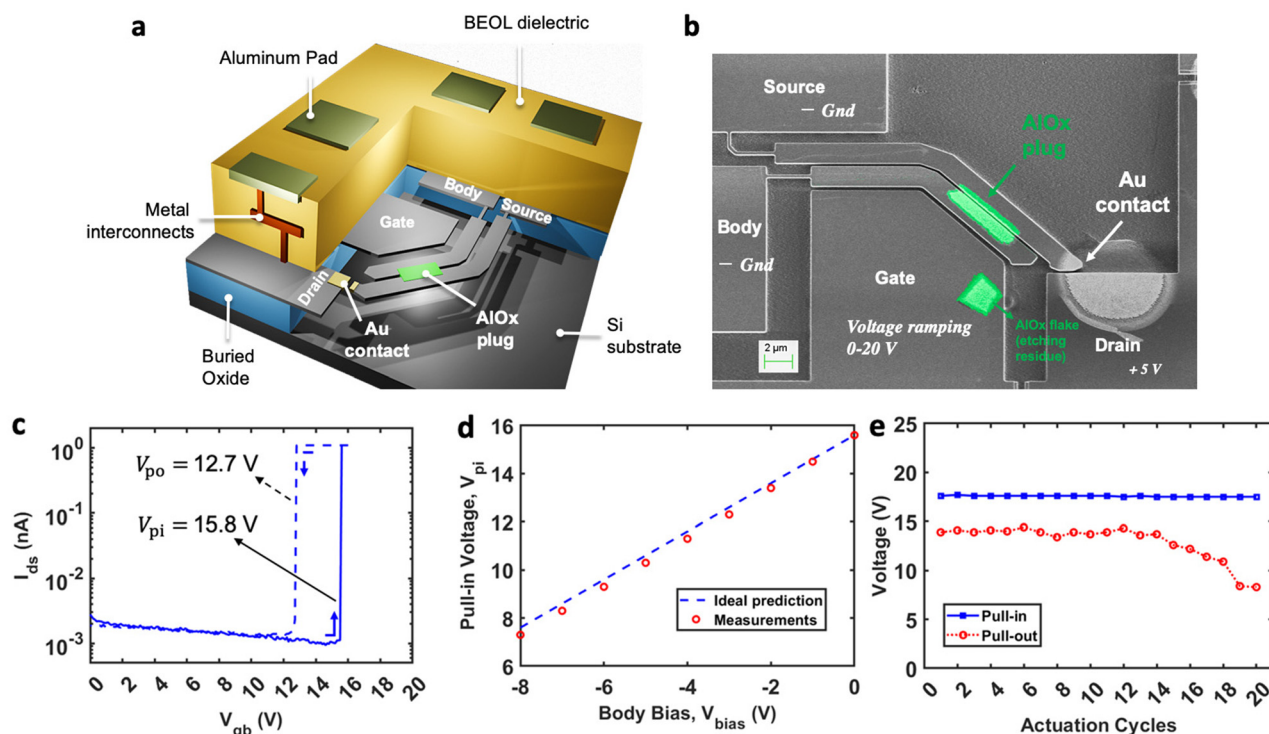 a
BEOL dielectric
Aluminum Pad
Metal
interconnects
Body
Source
Gate
Drain
Au
contact
AlOx
plug
Si
substrate
Buried
Oxide
b
Source
Gnd
AlOx
plug
Au
contact
Body
Gnd
Gate
Voltage ramping
0-20 V
2 µm
AlOx flake
(etching
residue)
Drain
+ 5 V
c
I_ds (nA)
10^0
10^-1
10^-2
10^-3
V_po = 12.7 V
V_pi = 15.8 V
0 2 4 6 8 10 12 14 16 18 20
V_gb (V)
d
Pull-in Voltage, V_pi
16
14
12
10
8
6
Ideal prediction
Measurements
-8 -6 -4 -2 0
Body Bias, V_bias (V)
e
Voltage (V)
25
20
15
10
5
0
Pull-in
Pull-out
0 2 4 6 8 10 12 14 16 18 20
Actuation Cycles